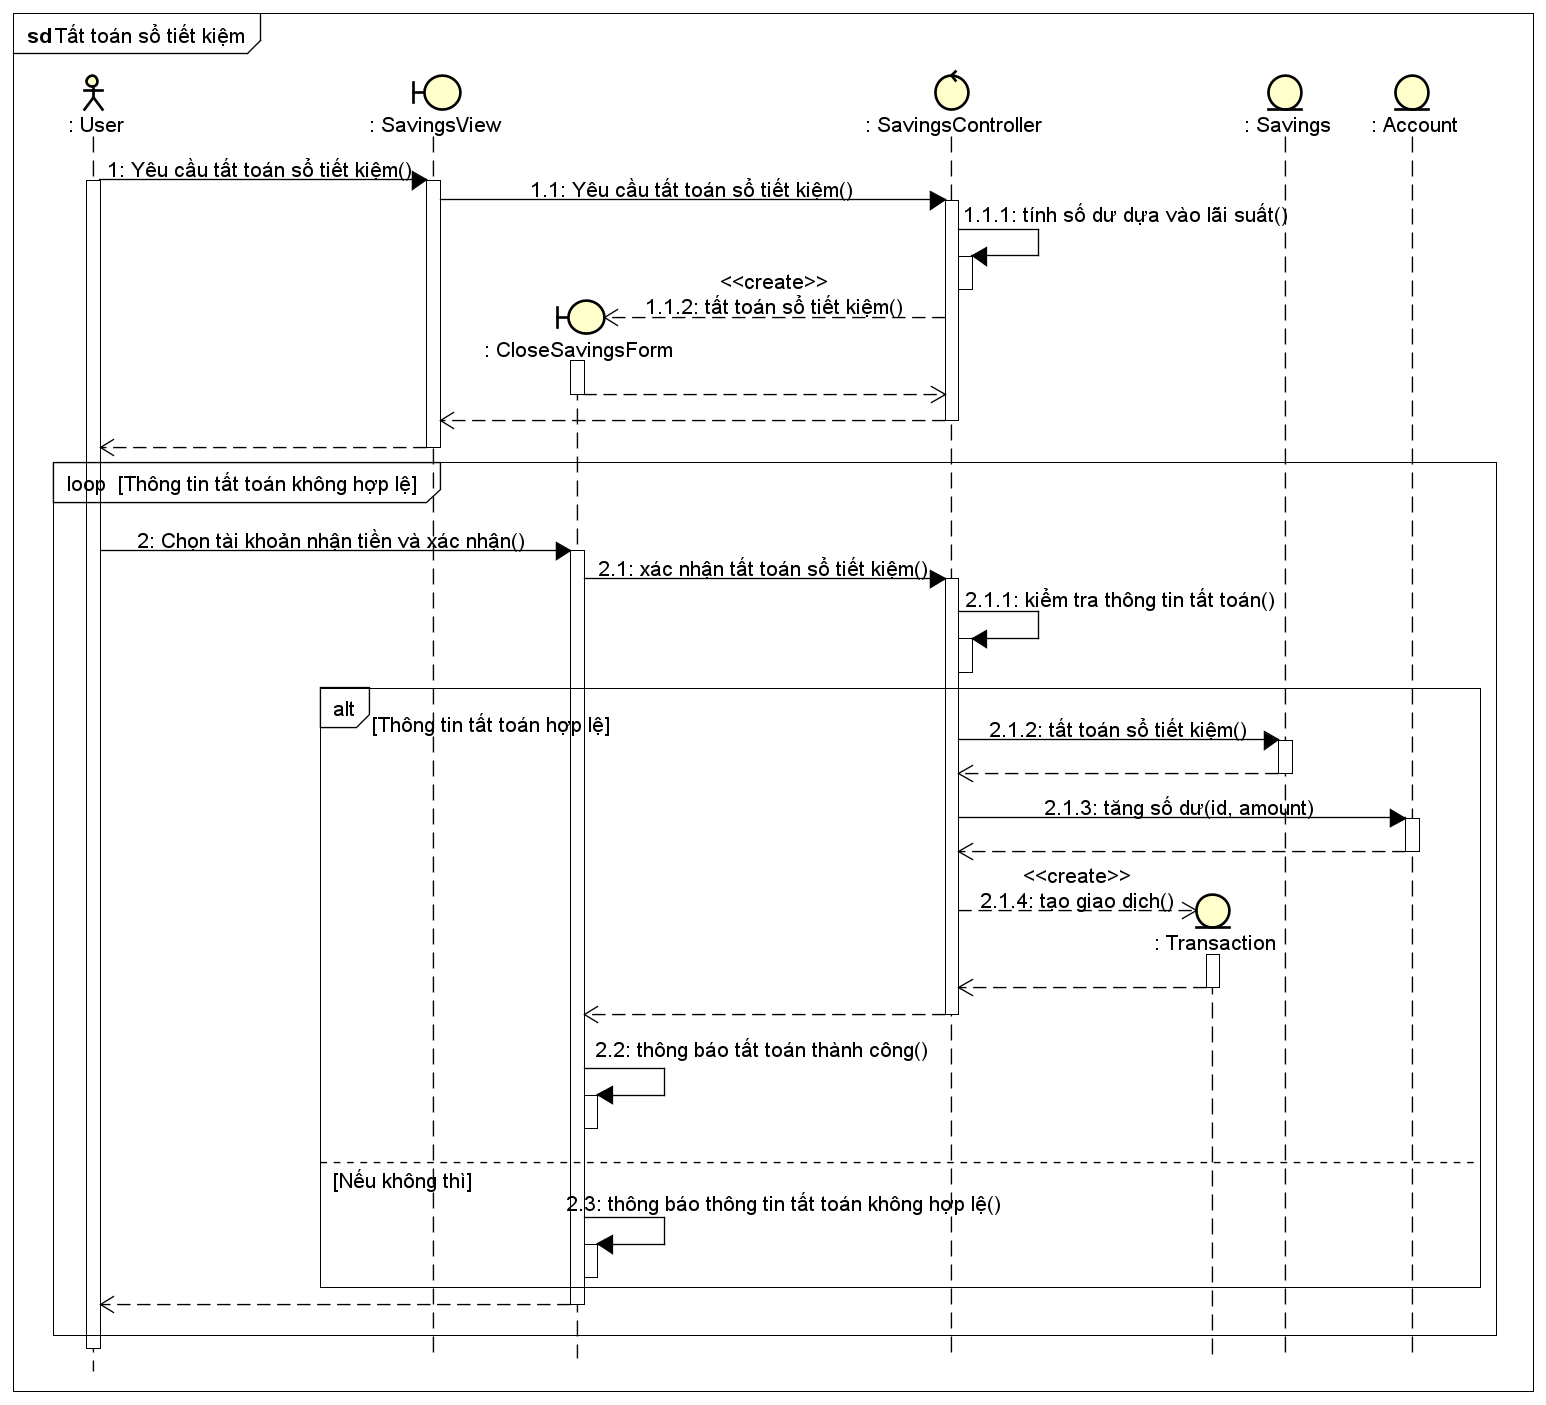 sd Tất toán sổ tiết kiệm
: User
: SavingsView
: SavingsController
: Savings
: Account
1: Yêu cầu tất toán sổ tiết kiệm()
1.1: Yêu cầu tất toán sổ tiết kiệm()
1.1.1: tính số dư dựa vào lãi suất()
<<create>>
1.1.2: tất toán sổ tiết kiệm()
: CloseSavingsForm
loop [Thông tin tất toán không hợp lệ]
2: Chọn tài khoản nhận tiền và xác nhận()
2.1: xác nhận tất toán sổ tiết kiệm()
2.1.1: kiểm tra thông tin tất toán()
alt
[Thông tin tất toán hợp lệ]
2.1.2: tất toán sổ tiết kiệm()
2.1.3: tăng số dư(id, amount)
<<create>>
2.1.4: tạo giao dịch()
: Transaction
2.2: thông báo tất toán thành công()
[Nếu không thì]
2.3: thông báo thông tin tất toán không hợp lệ()